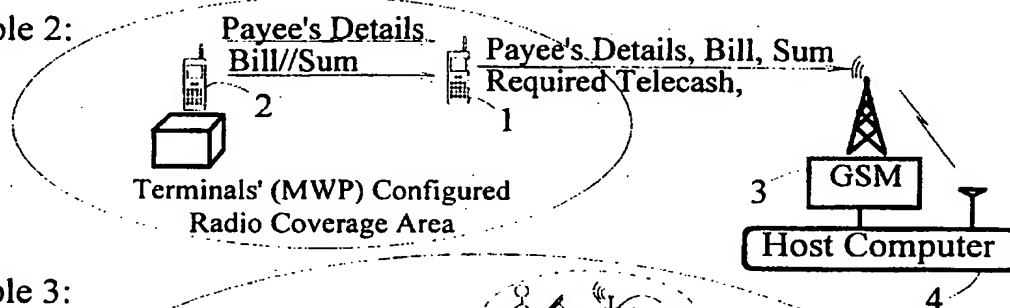 ple 2:
Payee's Details
Bill//Sum
Payee's Details, Bill, Sum
Required Telecash,
2
1
3
GSM
Terminals' (MWP) Configured
Radio Coverage Area
Host Computer
4
ple 3: